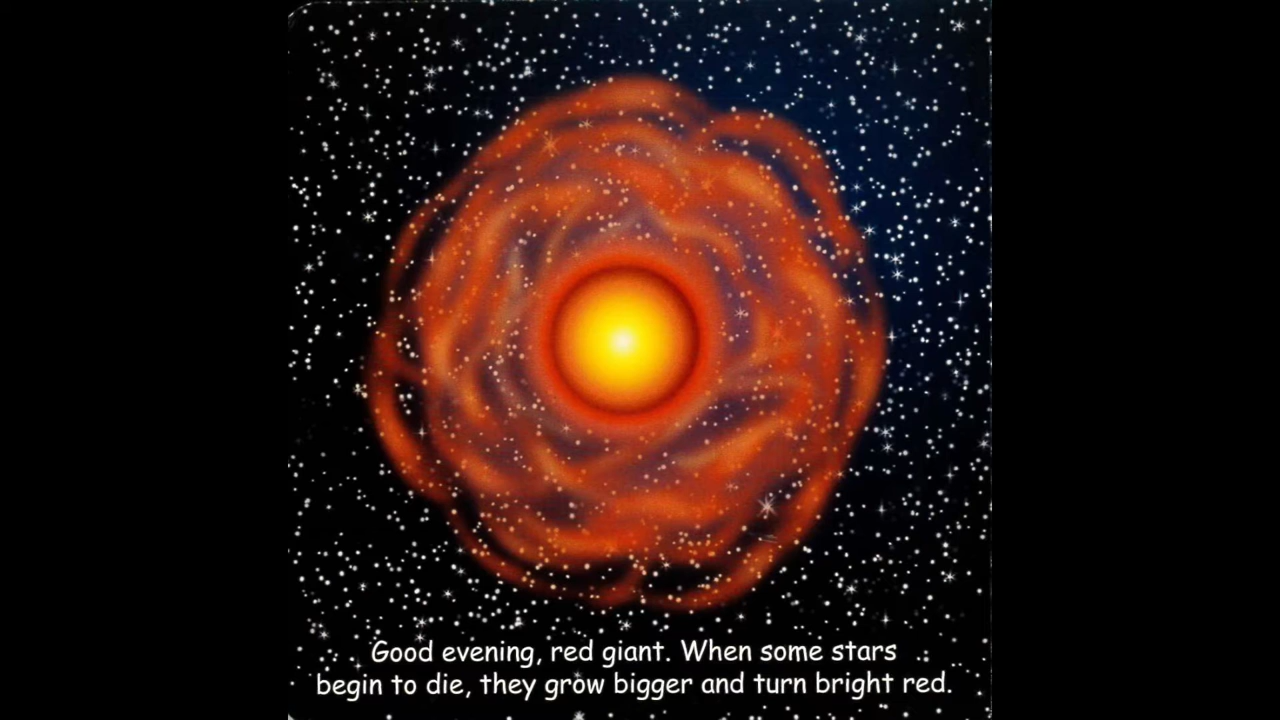 Good evening, red giant. When some stars
begin to die, they grow bigger and turn bright red.